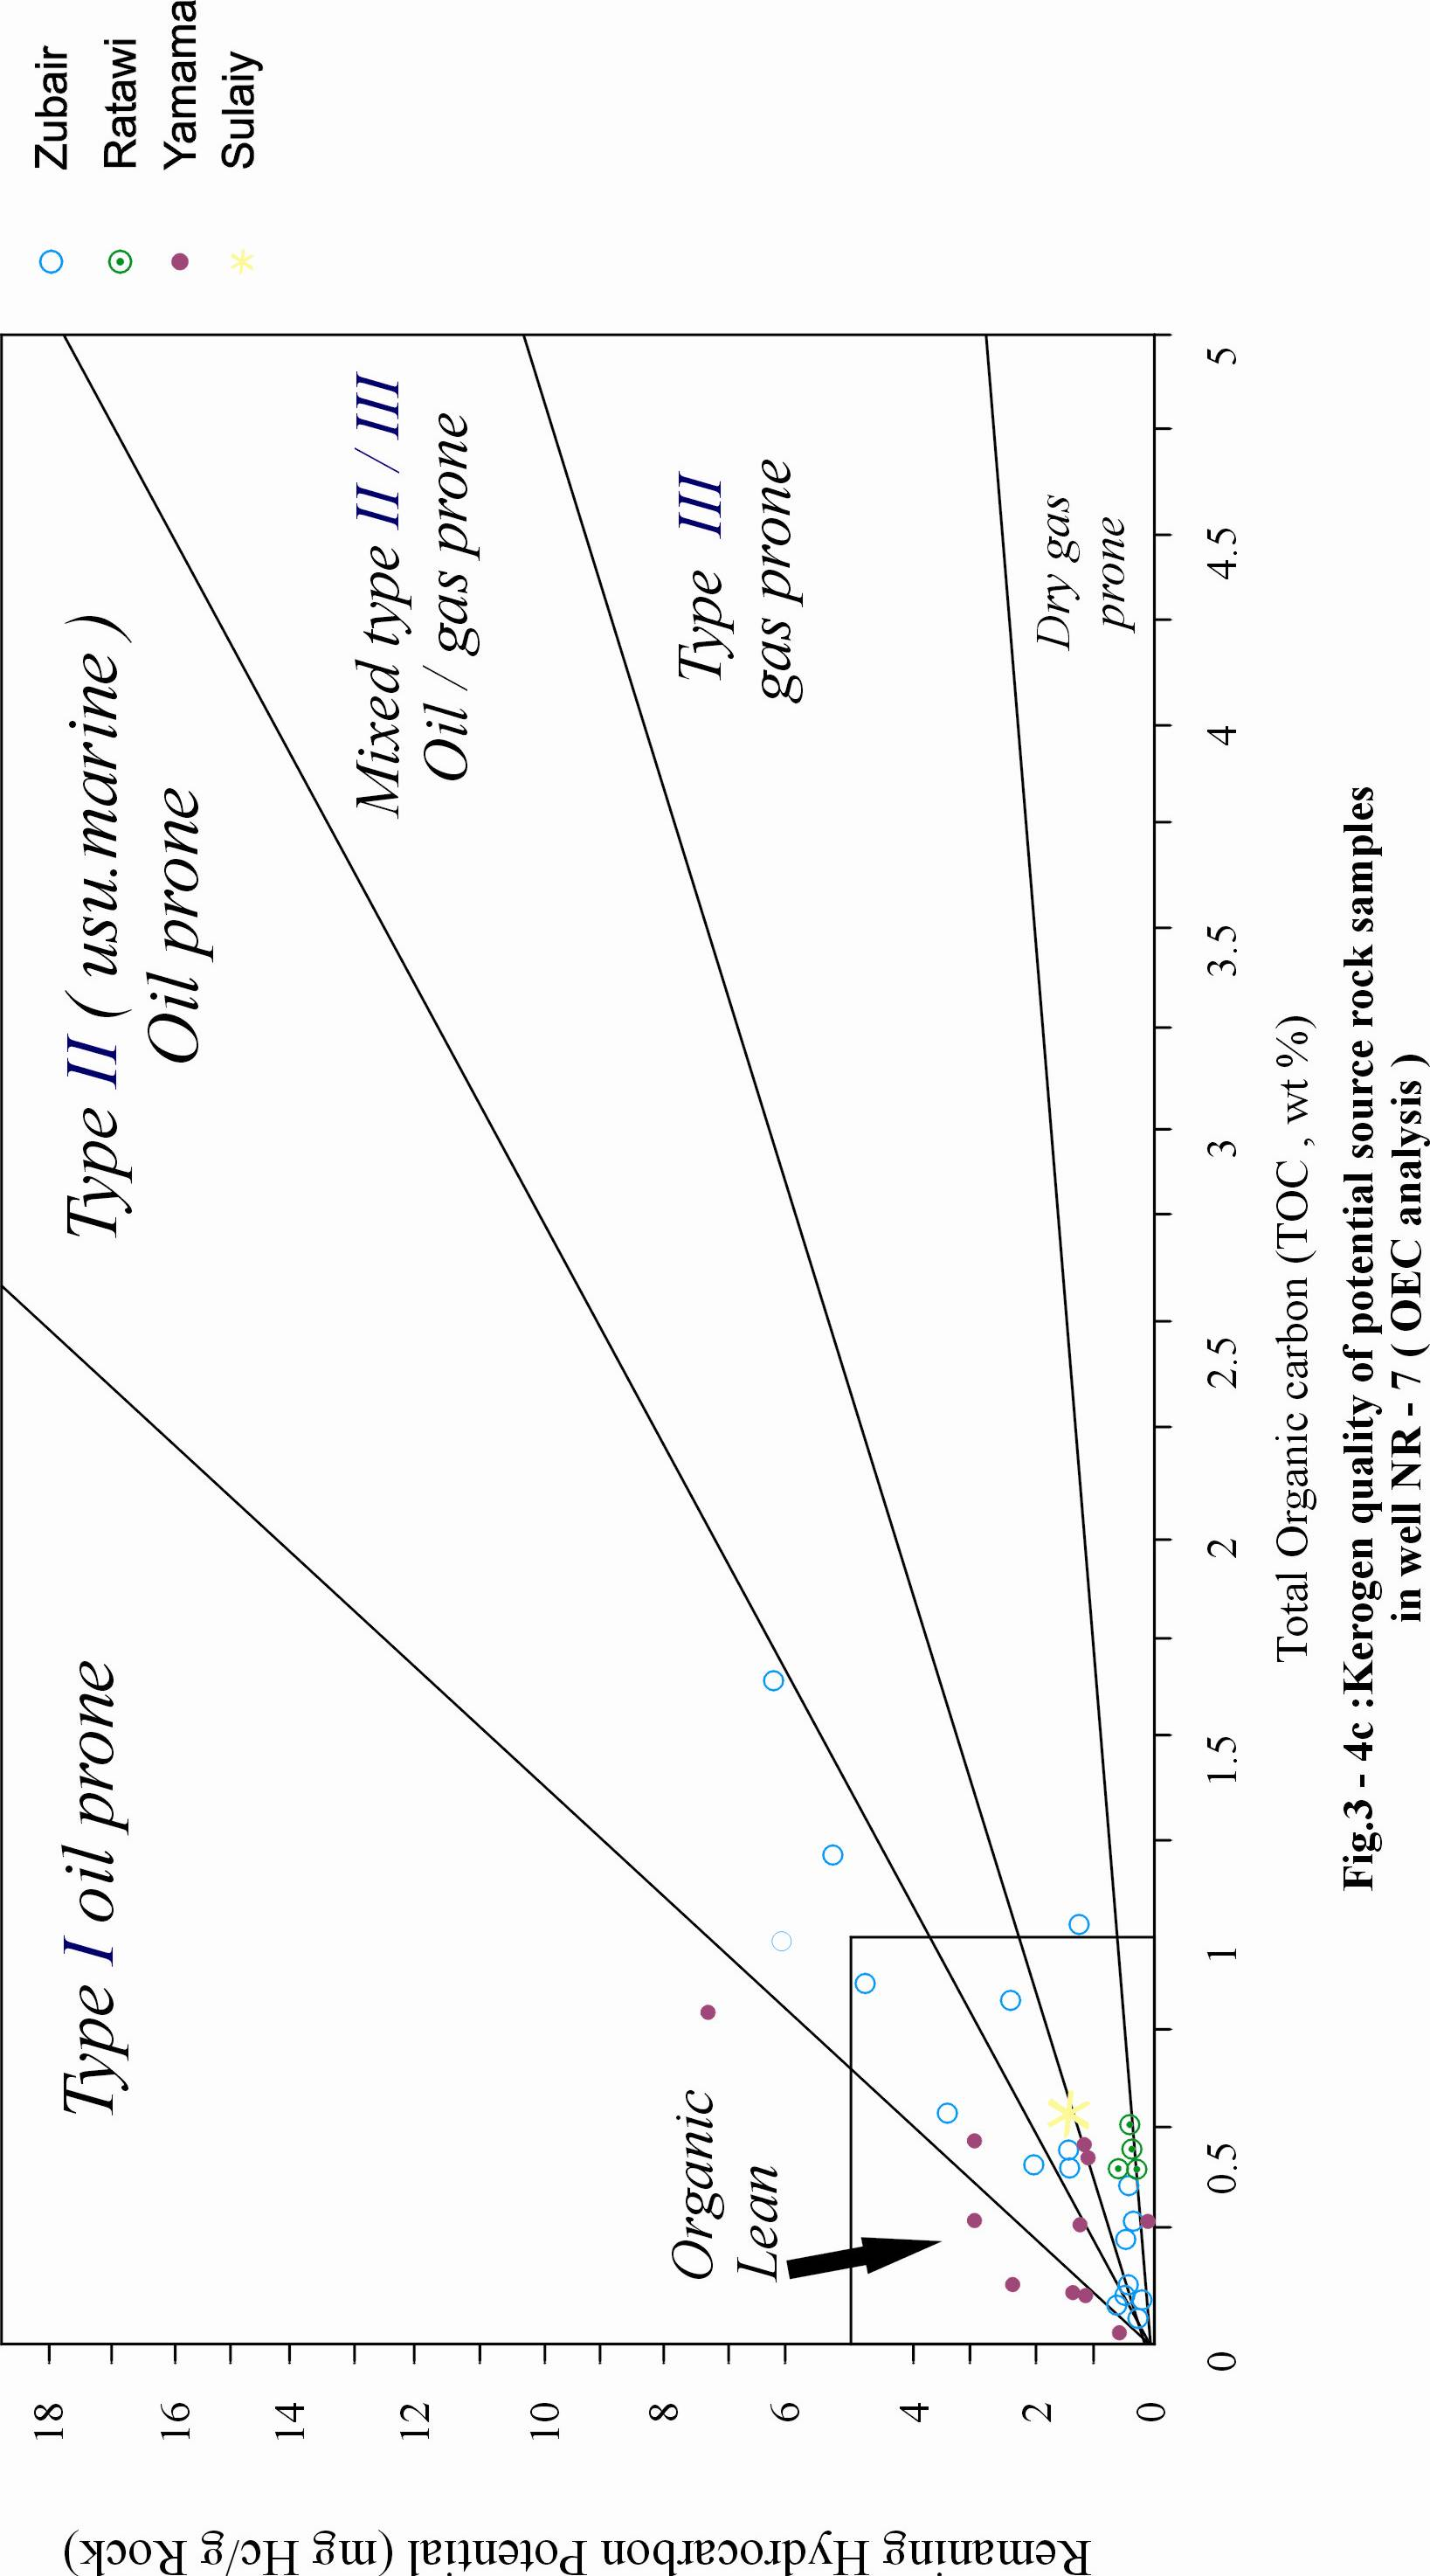 Zubair
Ratawi
Yamama
Sulaiy
Type I oil prone
Type II ( usu.marine )
Oil prone
Mixed type II / III
Oil / gas prone
Type III
gas prone
Dry gas
prone
Organic
Lean
Remaning Hydrocarbon Potential (mg Hc/g Rock)
18
16
14
12
10
8
6
4
2
0
0 0.5 1 1.5 2 2.5 3 3.5 4 4.5 5
Total Organic carbon (TOC , wt %)
Fig.3 - 4c :Kerogen quality of potential source rock samples
in well NR - 7 ( OEC analysis )